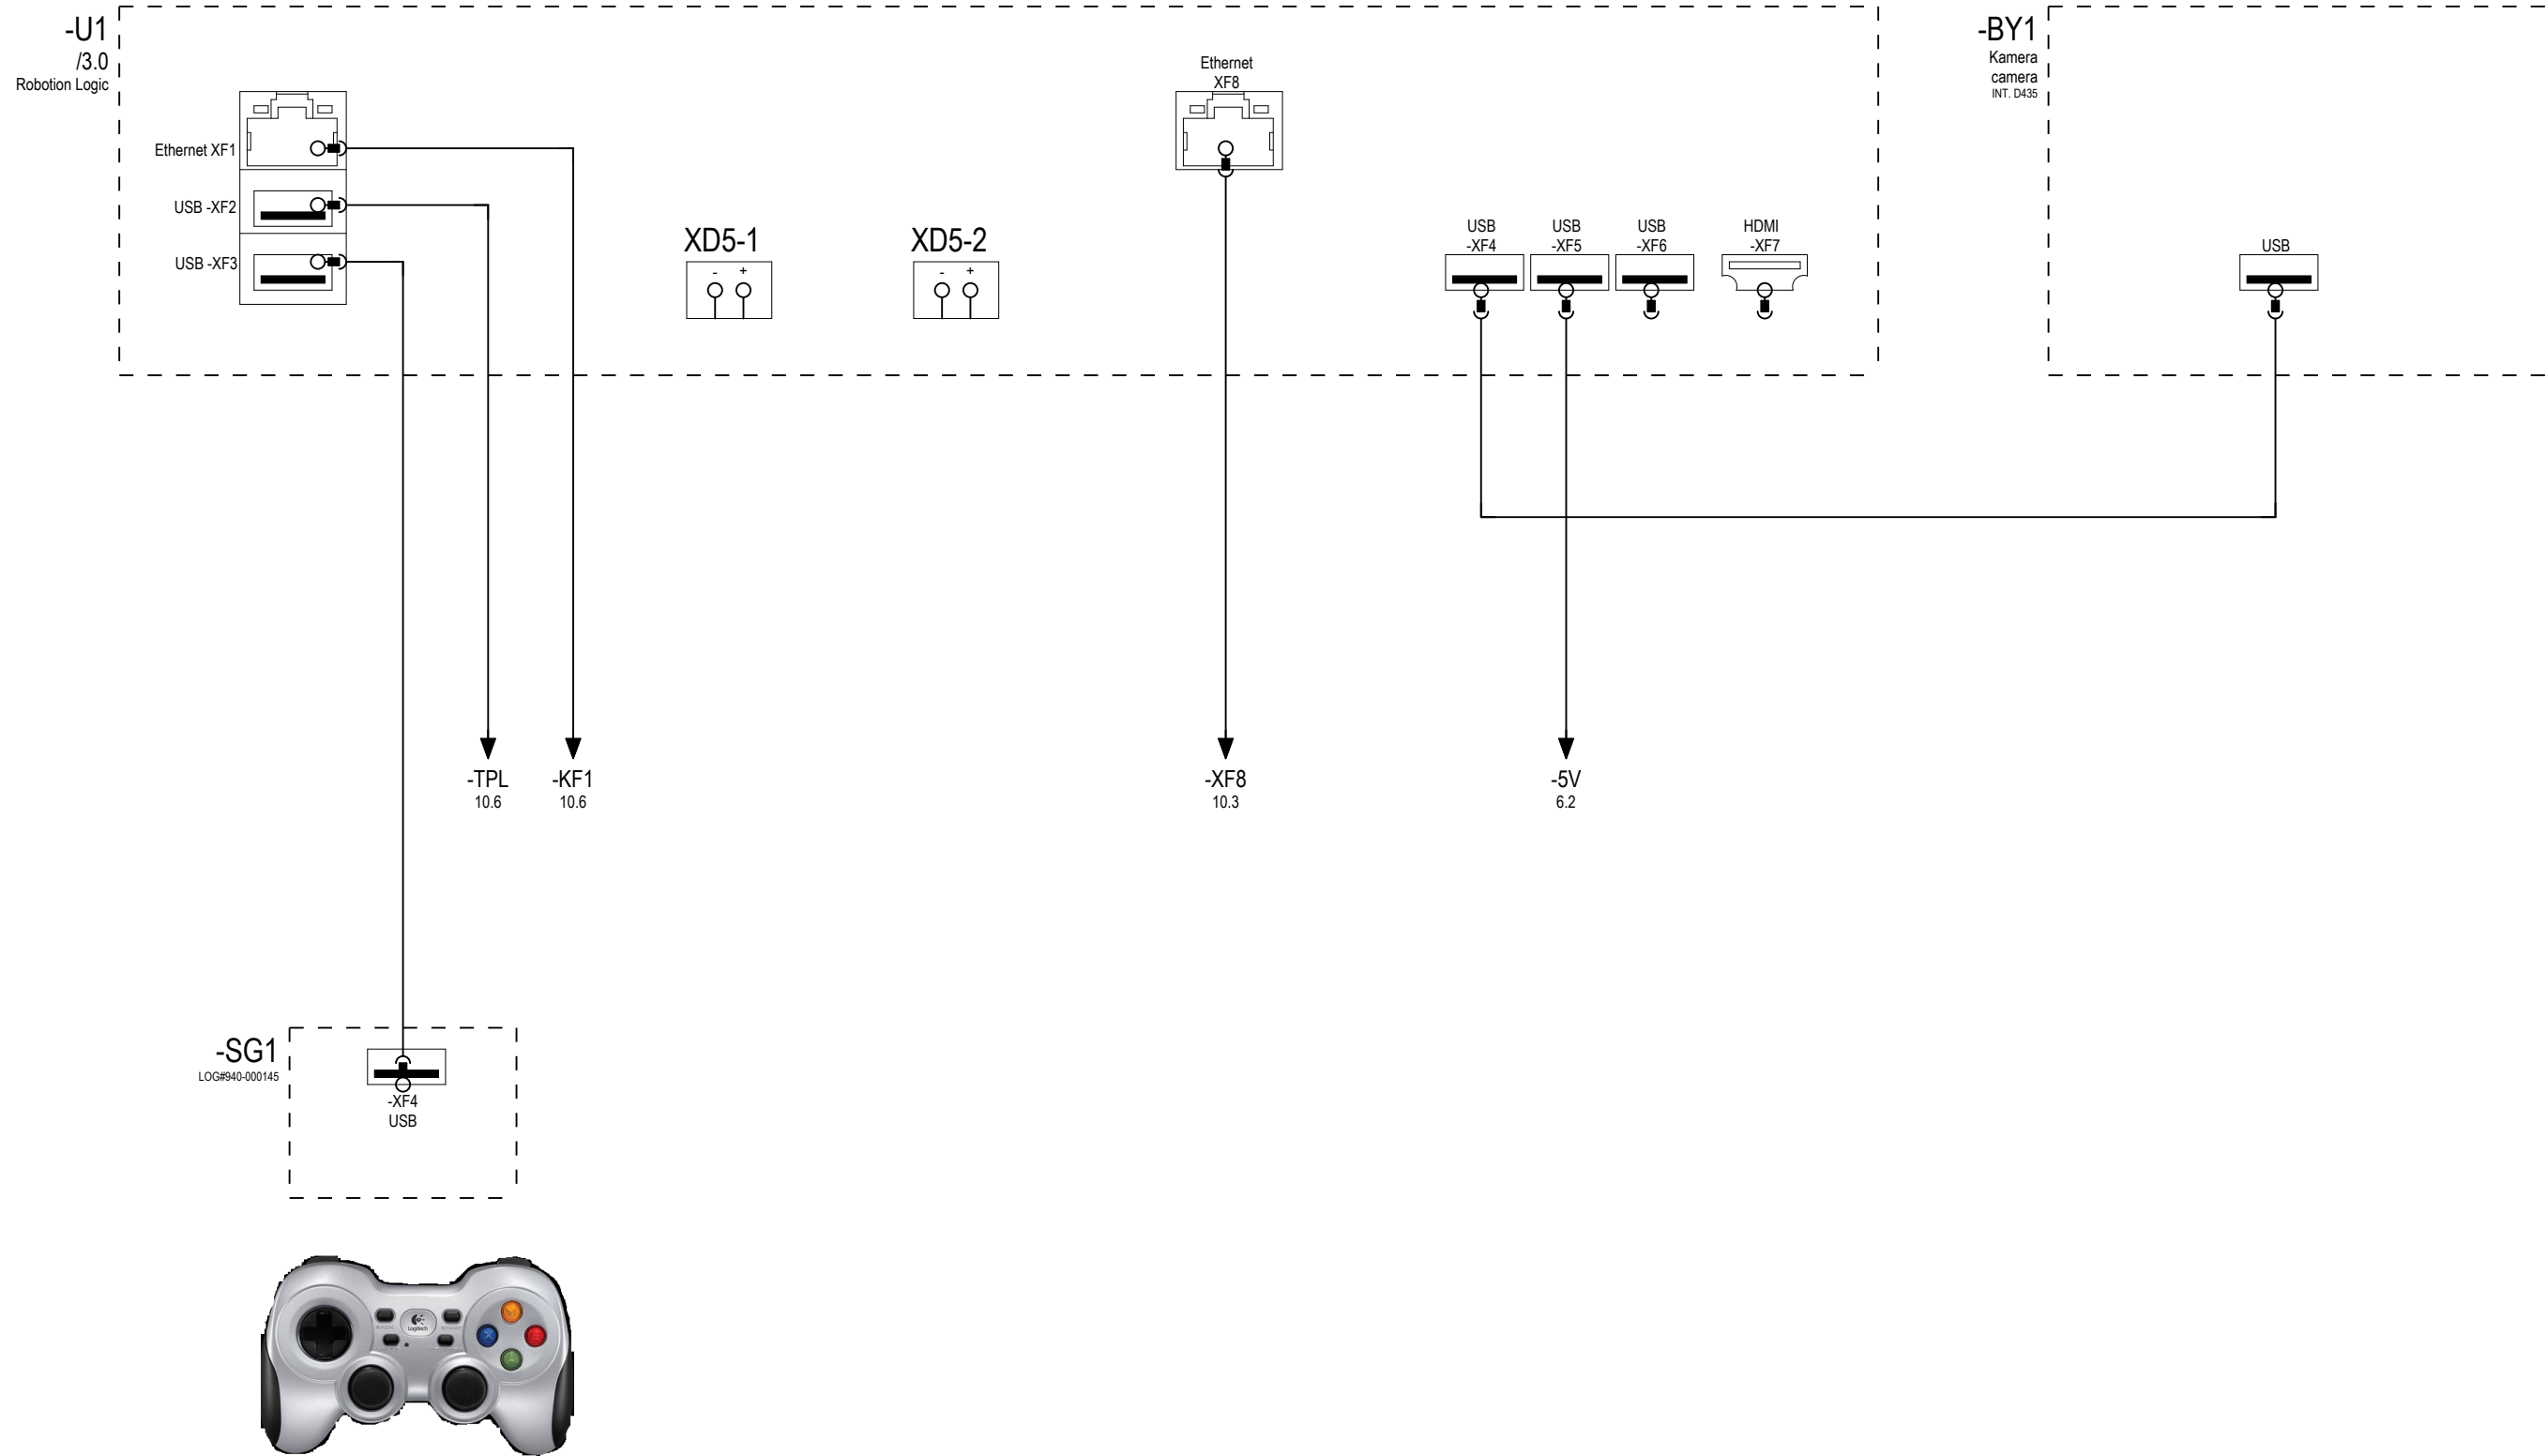 -U1
/3.0
Robotion Logic
Ethernet XF1
USB -XF2
USB -XF3
XD5-1
- +
XD5-2
- +
Ethernet
XF8
USB
-XF4
USB
-XF5
USB
-XF6
HDMI
-XF7
-BY1
Kamera
camera
INT. D435
USB
-TPL
10.6
-KF1
10.6
-XF8
10.3
-5V
6.2
-SG1
LOG#940-000145
-XF4
USB
Logitech